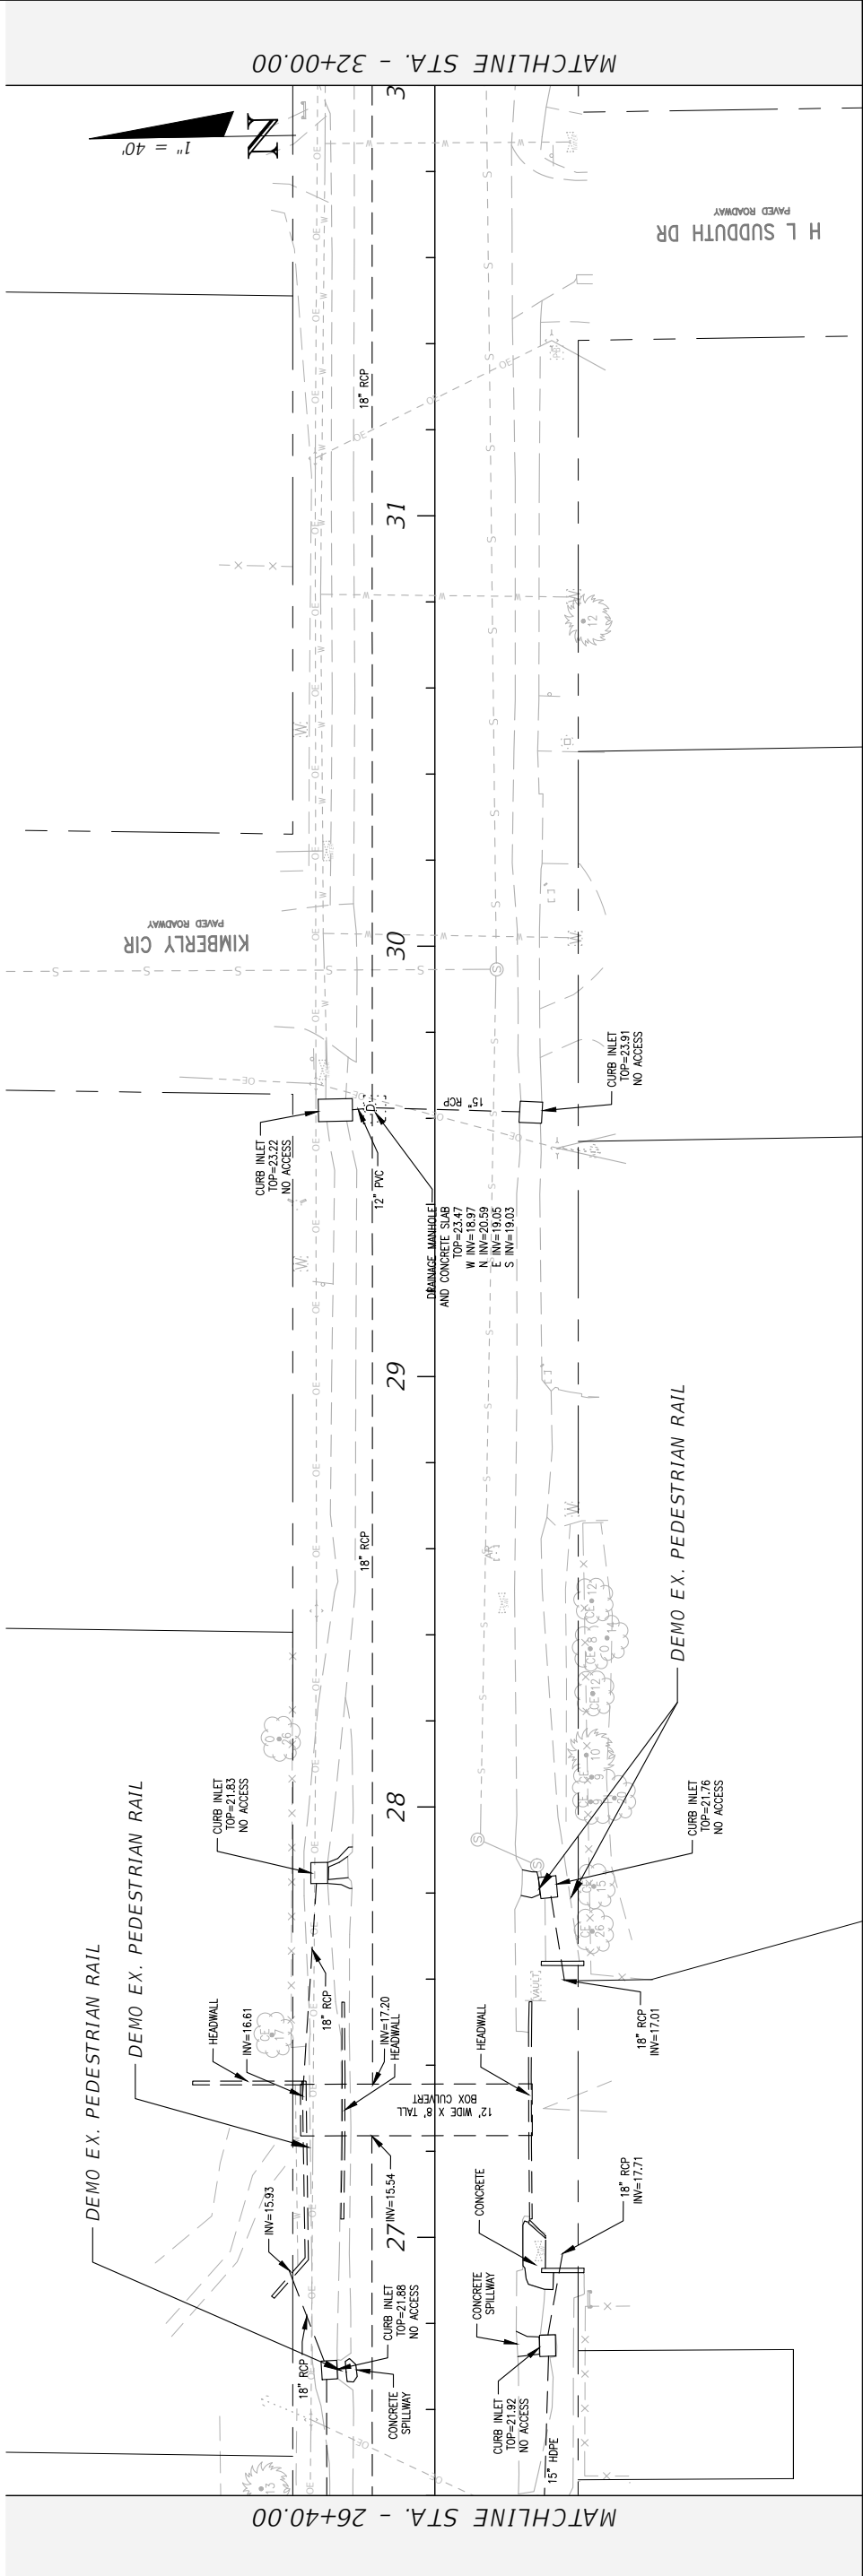 MATCHLINE STA. - 32+00.00
1" = 40'
N
H L SUDDUTH DR
PAVED ROADWAY
18" RCP
31
KIMBERLY CIR
PAVED ROADWAY
30
CURB INLET
TOP=23.22
NO ACCESS
12" PVC
15" RCP
CURB INLET
TOP=23.91
NO ACCESS
DRAINAGE MANHOLE
AND CONCRETE SLAB
TOP=23.47
W INV=18.97
N INV=20.59
E INV=19.05
S INV=19.03
29
18" RCP
DEMO EX. PEDESTRIAN RAIL
CURB INLET
TOP=21.83
NO ACCESS
28
CURB INLET
TOP=21.76
NO ACCESS
DEMO EX. PEDESTRIAN RAIL
DEMO EX. PEDESTRIAN RAIL
HEADWALL
INV=16.61
18" RCP
INV=17.20
HEADWALL
HEADWALL
VAULT
18" RCP
INV=17.01
12' WIDE X 8' TALL
BOX CULVERT
INV=15.93
INV=15.54
27
CONCRETE
18" RCP
INV=17.71
18" RCP
CURB INLET
TOP=21.88
NO ACCESS
CONCRETE
SPILLWAY
CONCRETE
SPILLWAY
CURB INLET
TOP=21.92
NO ACCESS
15" HDPE
MATCHLINE STA. - 26+40.00